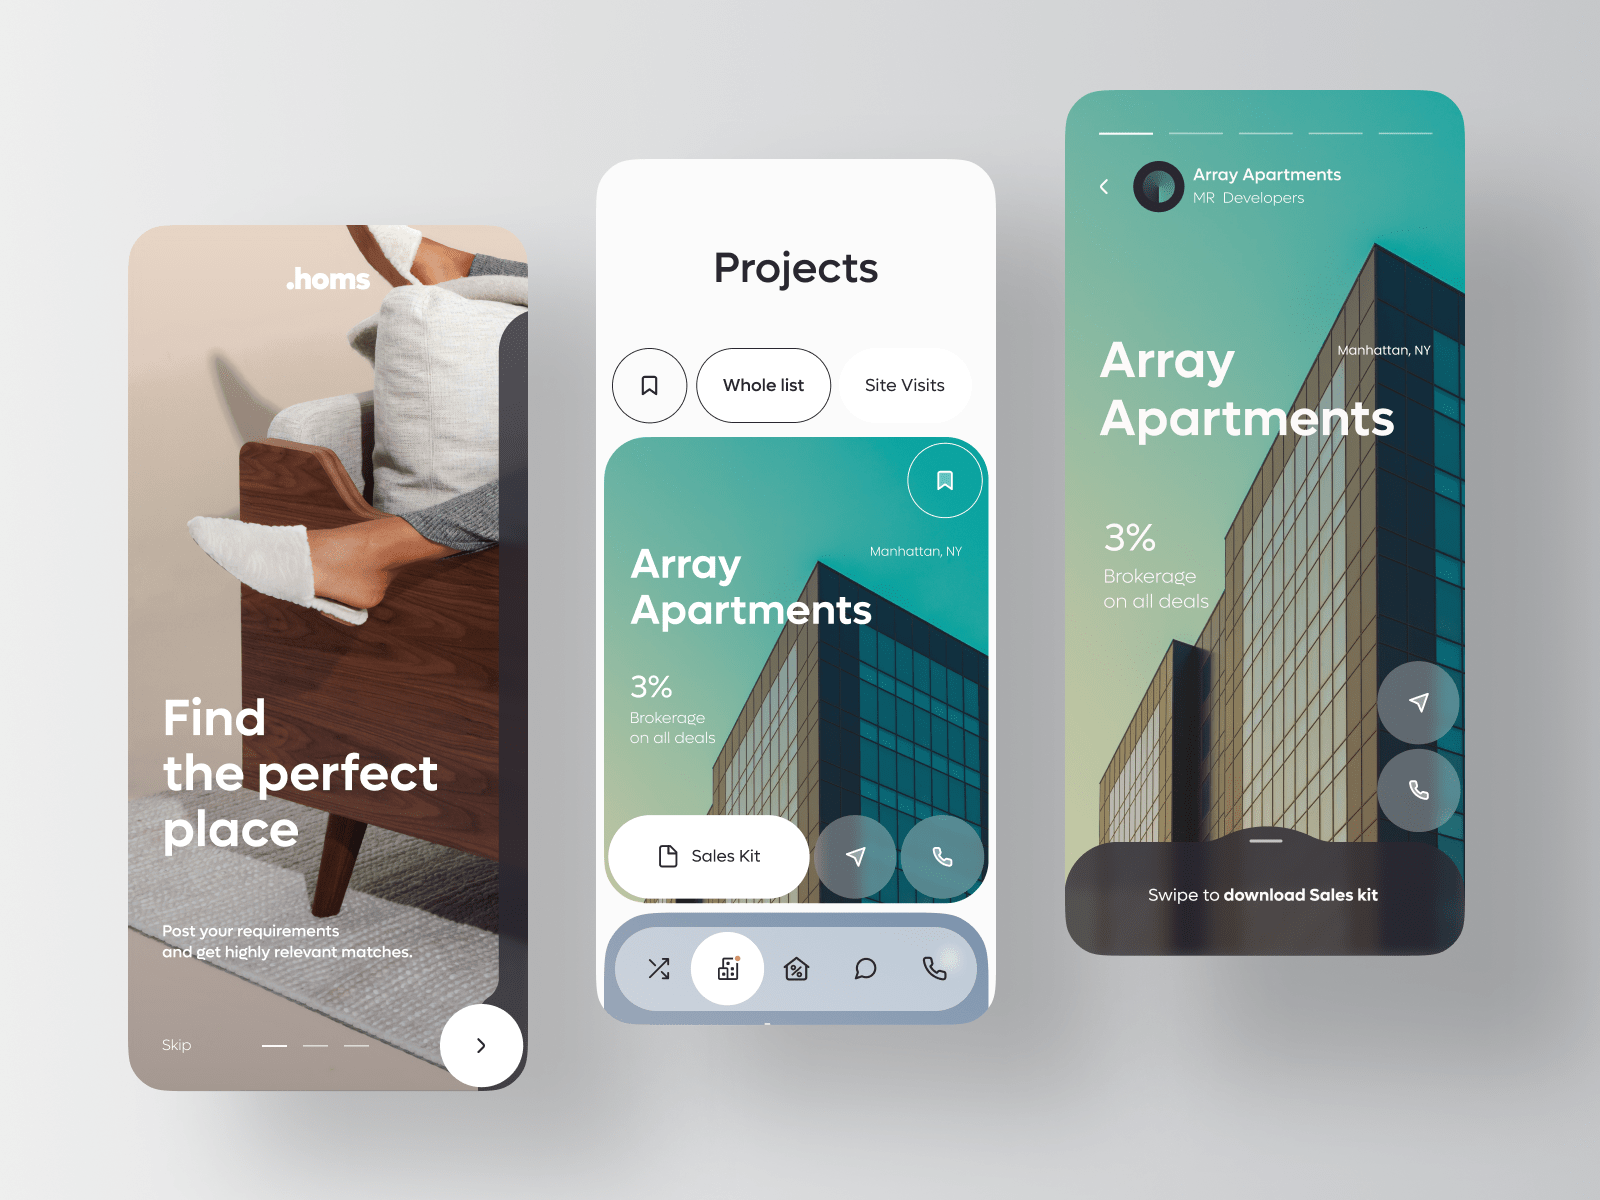 .homs
Find
the perfect
place
Post your requirements
and get highly relevant matches.
Skip
Projects
Whole list
Site Visits
Manhattan, NY
Array
Apartments
3%
Brokerage
on all deals
Sales Kit
Array Apartments
MR Developers
Manhattan, NY
Array
Apartments
3%
Brokerage
on all deals
Swipe to download Sales kit